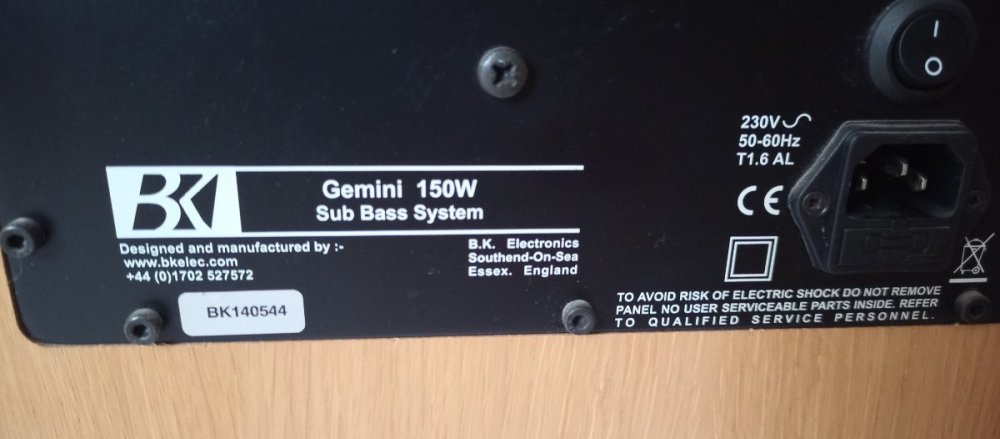 I
O
230V
50-60Hz
T1.6 AL
BK
Gemini 150W
Sub Bass System
CE
Designed and manufactured by :-
www.bkelec.com
+44 (0)1702 527572
B.K. Electronics
Southend-On-Sea
Essex. England
BK140544
TO AVOID RISK OF ELECTRIC SHOCK DO NOT REMOVE
PANEL NO USER SERVICEABLE PARTS INSIDE. REFER
TO QUALIFIED SERVICE PERSONNEL.